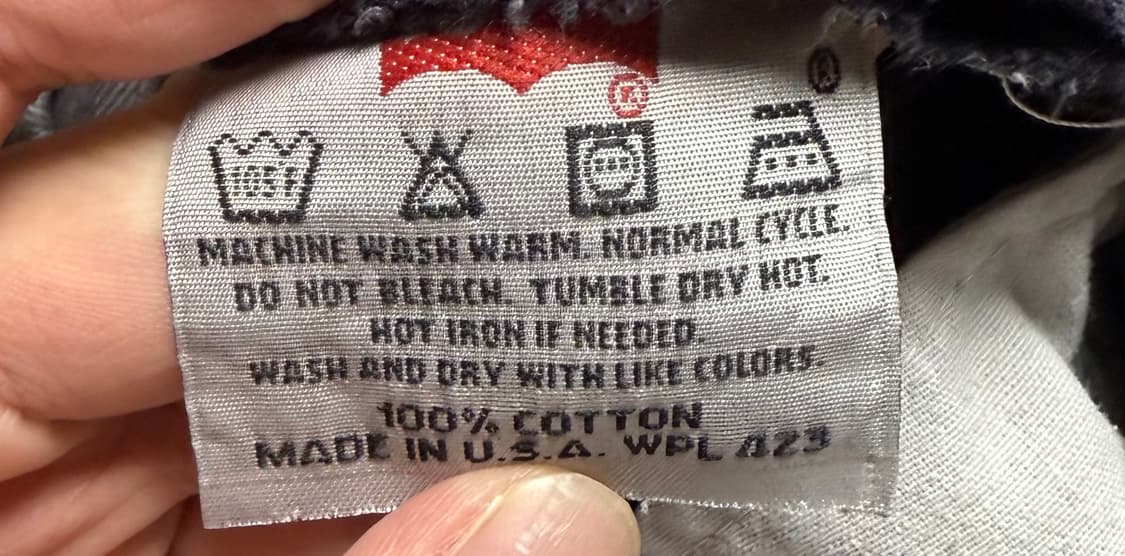 ®
®
105F
MACHINE WASH WARM. NORMAL CYCLE.
DO NOT BLEACH. TUMBLE DRY HOT.
HOT IRON IF NEEDED.
WASH AND DRY WITH LIKE COLORS.
100% COTTON
MADE IN U.S.A. WPL 423